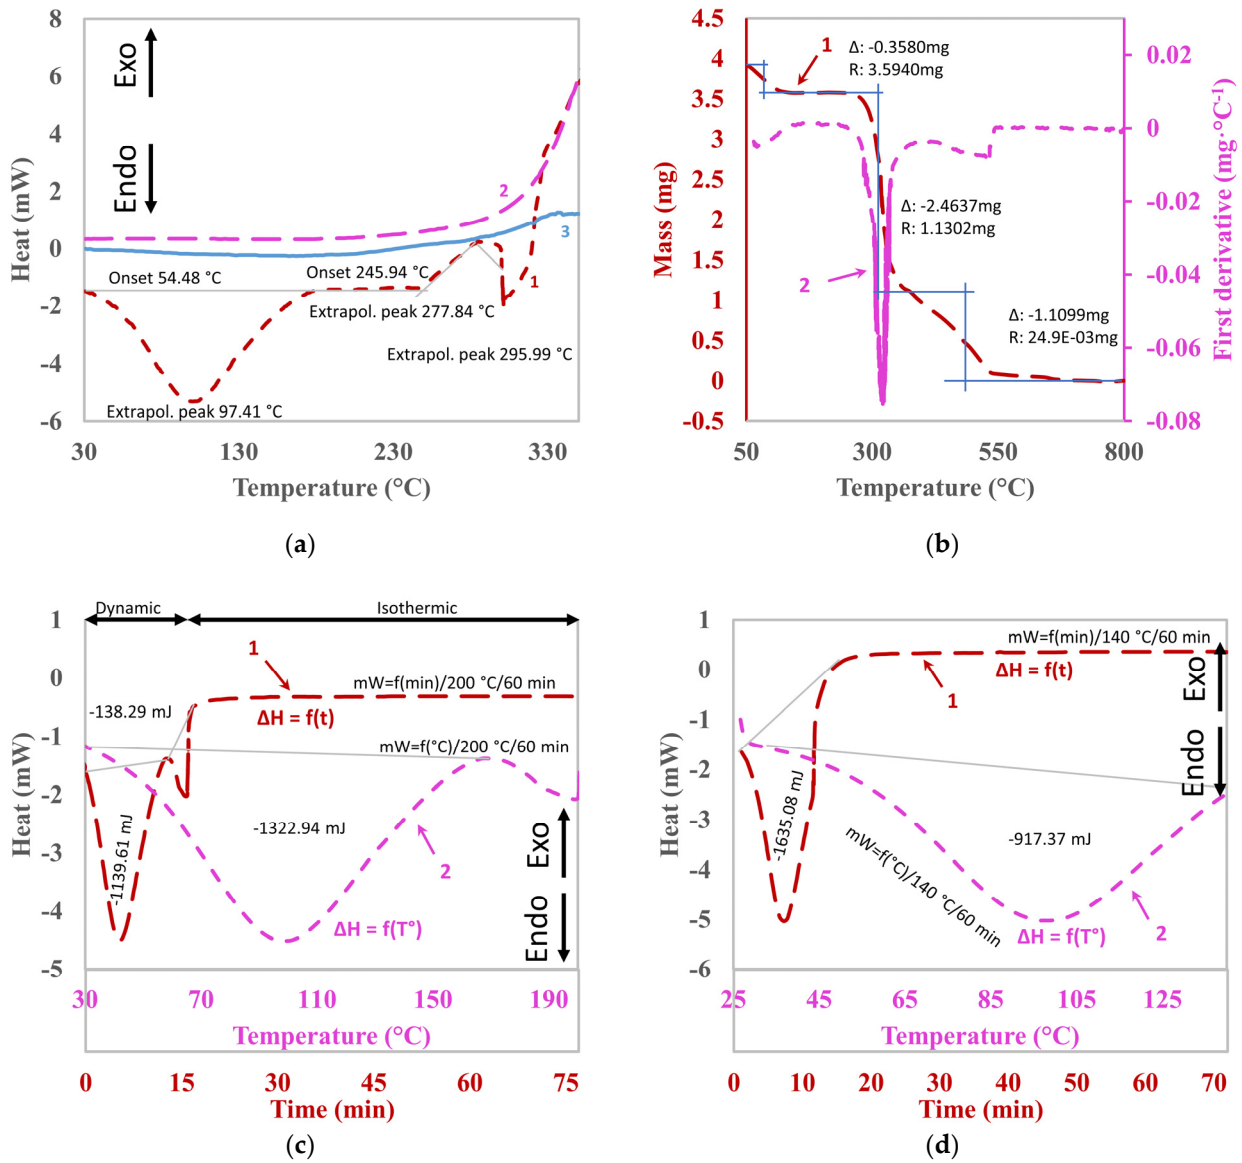 8
6
4
2
0
-2
-4
-6
Heat (mW)
Exo
Endo
2
3
1
Onset 54.48 °C
Onset 245.94 °C
Extrapol. peak 277.84 °C
Extrapol. peak 295.99 °C
Extrapol. peak 97.41 °C
30 130 230 330
Temperature (°C)
(a)
4.5
4
3.5
3
2.5
2
1.5
1
0.5
0
-0.5
Mass (mg)
1
Δ: -0.3580mg
R: 3.5940mg
Δ: -2.4637mg
R: 1.1302mg
2
Δ: -1.1099mg
R: 24.9E-03mg
0.02
0
-0.02
-0.04
-0.06
-0.08
First derivative (mg·°C-1)
50 300 550 800
Temperature (°C)
(b)
Dynamic
Isothermic
1
0
-1
-2
-3
-4
-5
Heat (mW)
1
mW=f(min)/200 °C/60 min
-138.29 mJ
ΔH = f(t)
mW=f(°C)/200 °C/60 min
-1139.61 mJ
-1322.94 mJ
2
Exo
Endo
ΔH = f(T°)
30 70 110 150 190
Temperature (°C)
0 15 30 45 60 75
Time (min)
(c)
1
0
-1
-2
-3
-4
-5
-6
Heat (mW)
mW=f(min)/140 °C/60 min
ΔH = f(t)
1
Exo
Endo
-1635.08 mJ
mW=f(°C)/140 °C/60 min
-917.37 mJ
ΔH = f(T°)
2
25 45 65 85 105 125
Temperature (°C)
0 10 20 30 40 50 60 70
Time (min)
(d)